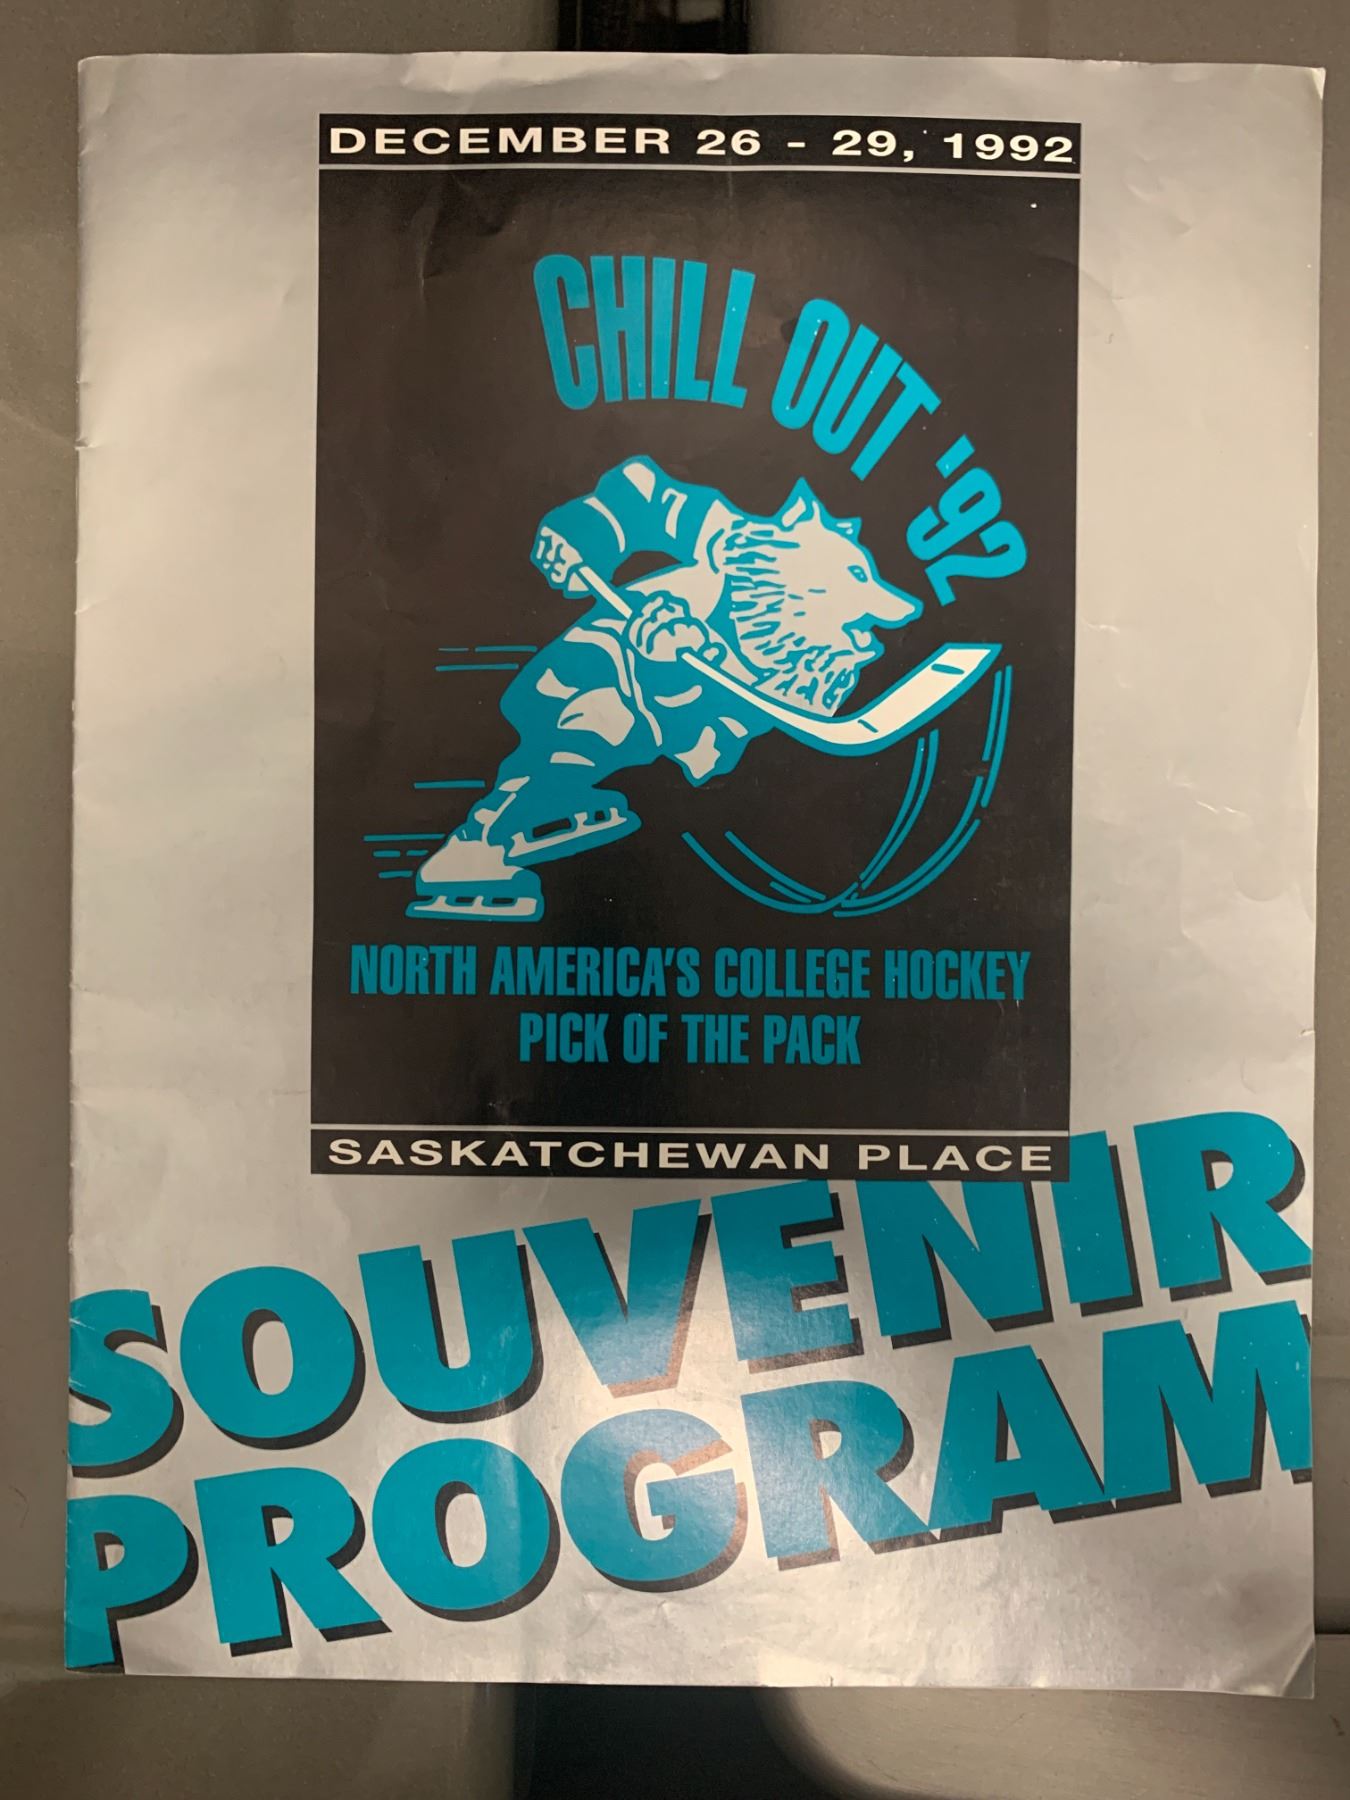 DECEMBER 26 - 29, 1992
CHILL OUT '92
7
NORTH AMERICA'S COLLEGE HOCKEY
PICK OF THE PACK
SASKATCHEWAN PLACE
SOUVENIR
PROGRAM